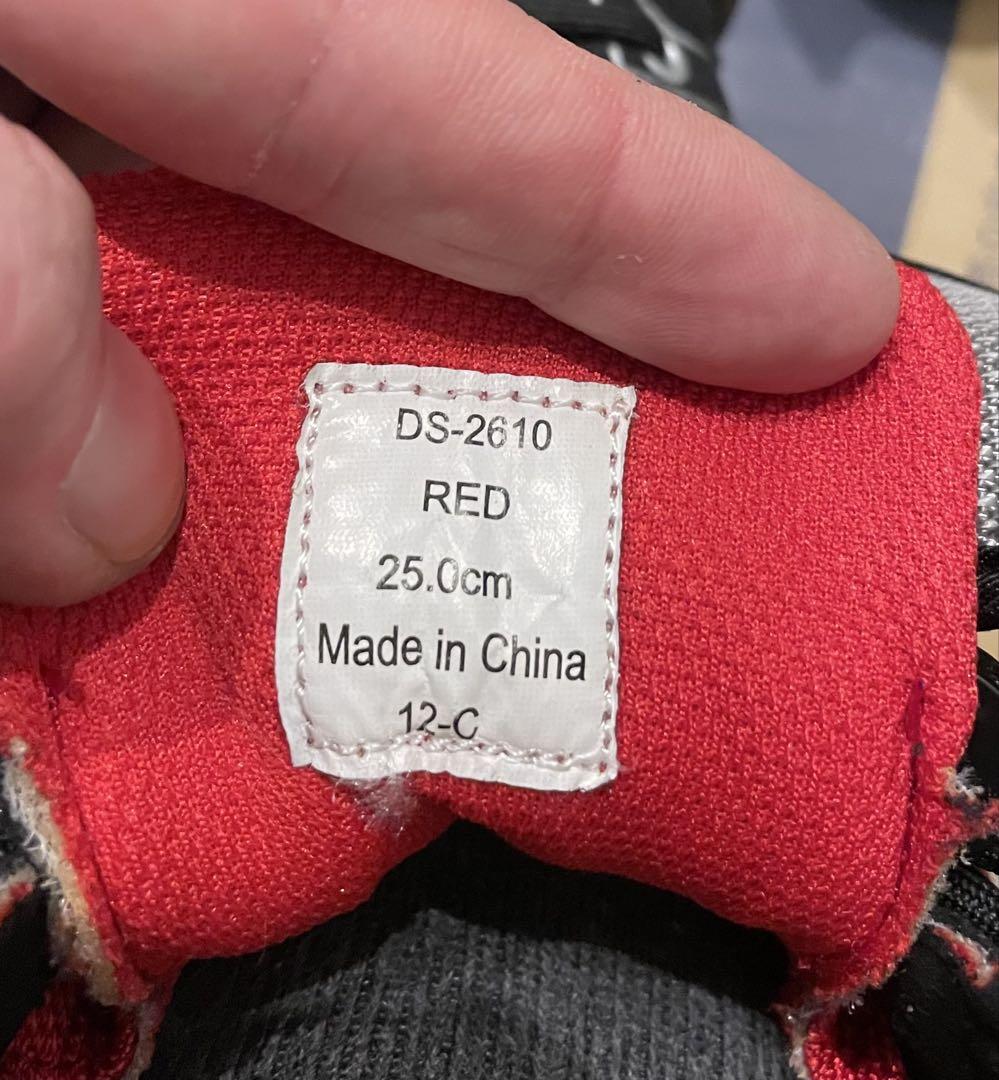 DS-2610
RED
25.0cm
Made in China
12-C